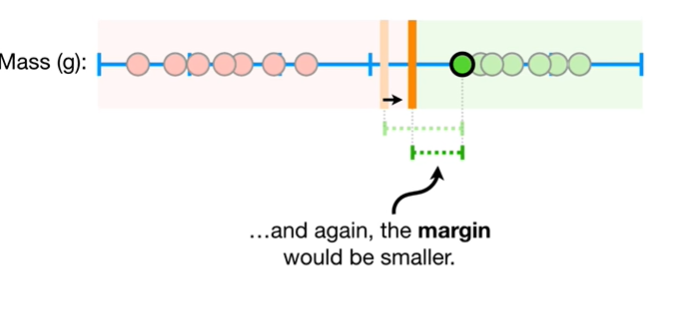 Mass (g):
...and again, the margin
would be smaller.